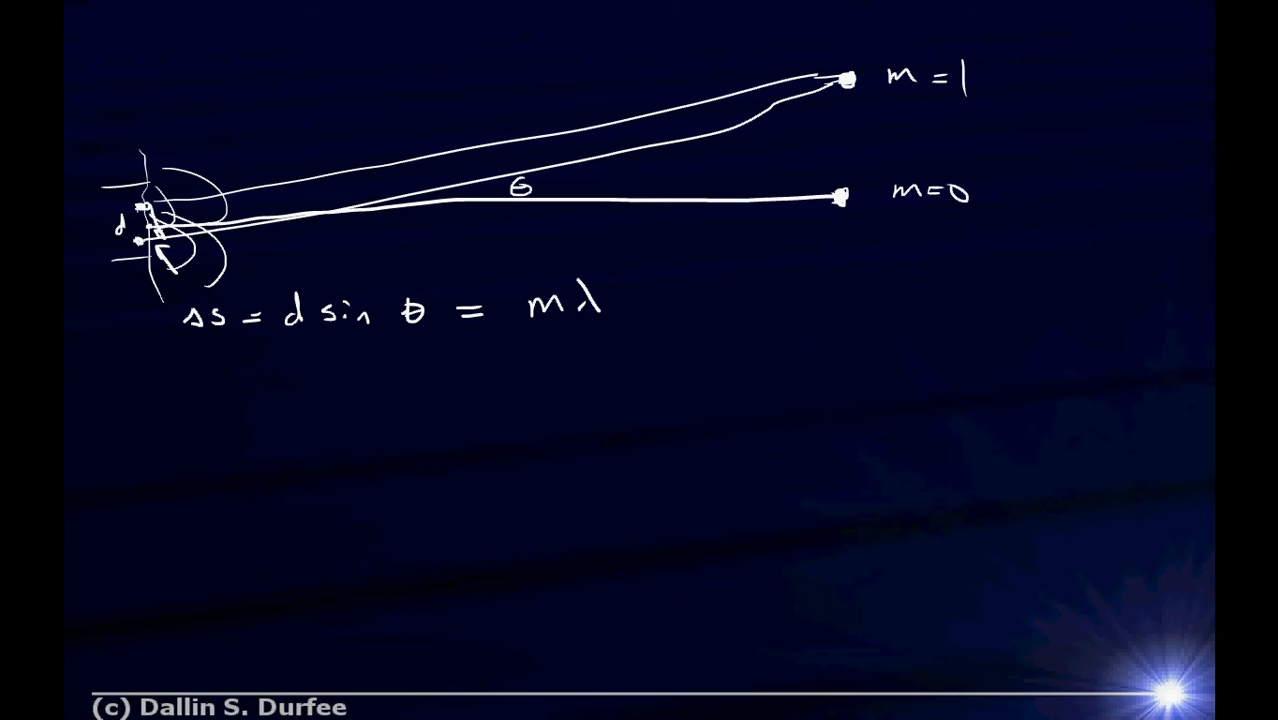 m = 1
θ
m=0
d
Δs = d sin θ = mλ
(c) Dallin S. Durfee